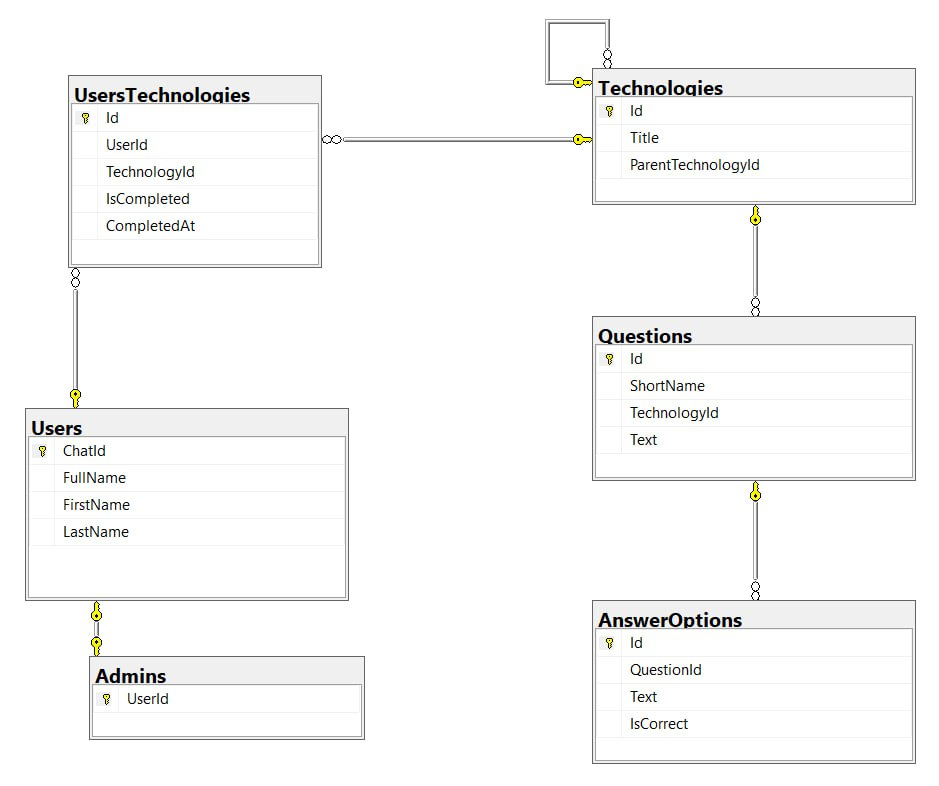 UsersTechnologies
Id
UserId
TechnologyId
IsCompleted
CompletedAt
Technologies
Id
Title
ParentTechnologyId
Questions
Id
ShortName
TechnologyId
Text
Users
ChatId
FullName
FirstName
LastName
Admins
UserId
AnswerOptions
Id
QuestionId
Text
IsCorrect